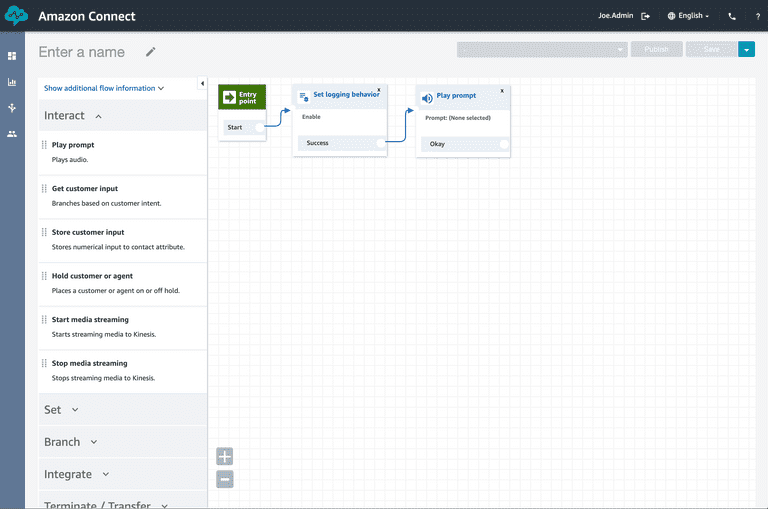 Amazon Connect
Joe.Admin
English
?
Enter a name
Publish
Save
Show additional flow information
Interact
Play prompt
Plays audio.
Get customer input
Branches based on customer intent.
Store customer input
Stores numerical input to contact attribute.
Hold customer or agent
Places a customer or agent on or off hold.
Start media streaming
Starts streaming media to Kinesis.
Stop media streaming
Stops streaming media to Kinesis.
Set
Branch
Integrate
Terminate / Transfer
Entry
point
Start
Set logging behavior
x
Enable
Success
Play prompt
x
Prompt: (None selected)
Okay